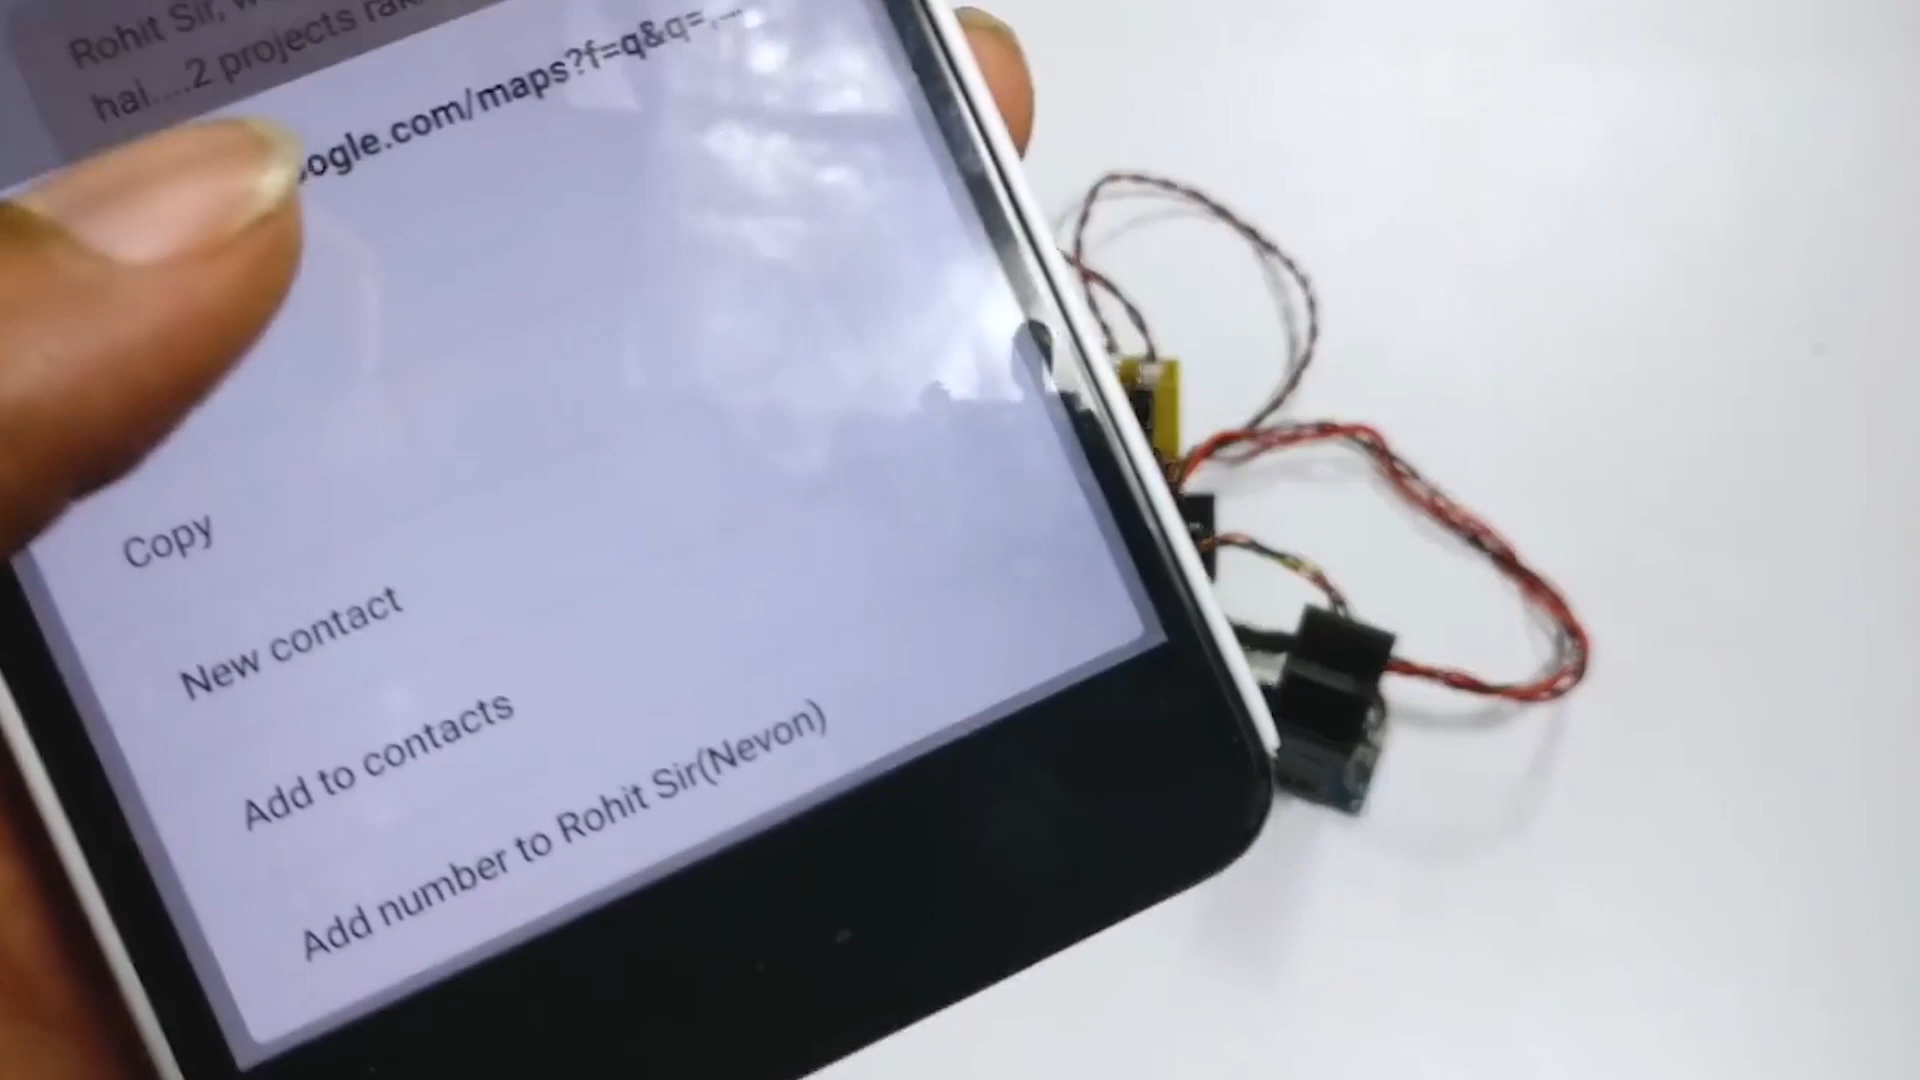 Rohit Sir,
hai....2 projects
ogle.com/maps?f=q&q=,...
Copy
New contact
Add to contacts
Add number to Rohit Sir(Nevon)